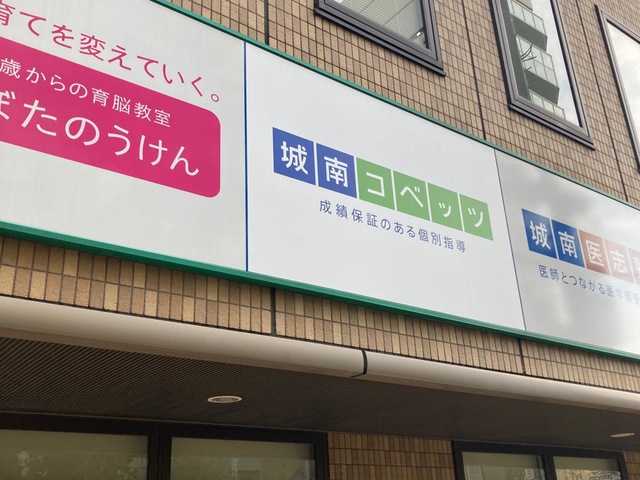 育てを変えていく。
歳からの育脳教室
ばたのうけん
城南コベッツ
成績保証のある個別指導
城南医志
医師とつながる医学部